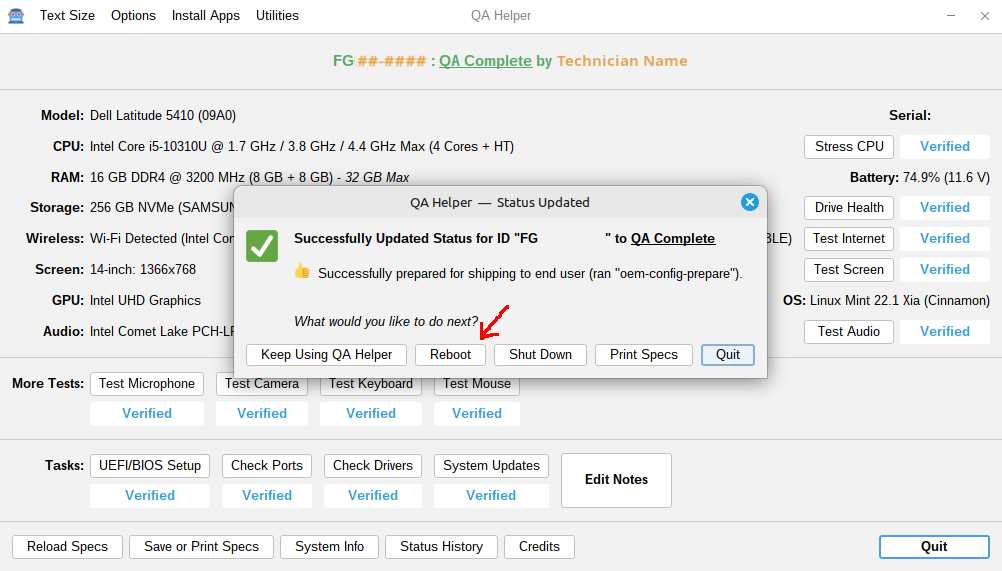 Text Size Options Install Apps Utilities QA Helper
FG ##-#### : QA Complete by Technician Name
Model: Dell Latitude 5410 (09A0) Serial:
CPU: Intel Core i5-10310U @ 1.7 GHz / 3.8 GHz / 4.4 GHz Max (4 Cores + HT) Stress CPU Verified
RAM: 16 GB DDR4 @ 3200 MHz (8 GB + 8 GB) - 32 GB Max Battery: 74.9% (11.6 V)
Storage: 256 GB NVMe (SAMSUN Drive Health Verified
Wireless: Wi-Fi Detected (Intel Cor BLE) Test Internet Verified
Screen: 14-inch: 1366x768 Test Screen Verified
GPU: Intel UHD Graphics OS: Linux Mint 22.1 Xia (Cinnamon)
Audio: Intel Comet Lake PCH-LP Test Audio Verified
QA Helper — Status Updated
Successfully Updated Status for ID "FG " to QA Complete
Successfully prepared for shipping to end user (ran "oem-config-prepare").
What would you like to do next?
Keep Using QA Helper Reboot Shut Down Print Specs Quit
More Tests: Test Microphone Test Camera Test Keyboard Test Mouse
Verified Verified Verified Verified
Tasks: UEFI/BIOS Setup Check Ports Check Drivers System Updates Edit Notes
Verified Verified Verified Verified
Reload Specs Save or Print Specs System Info Status History Credits Quit